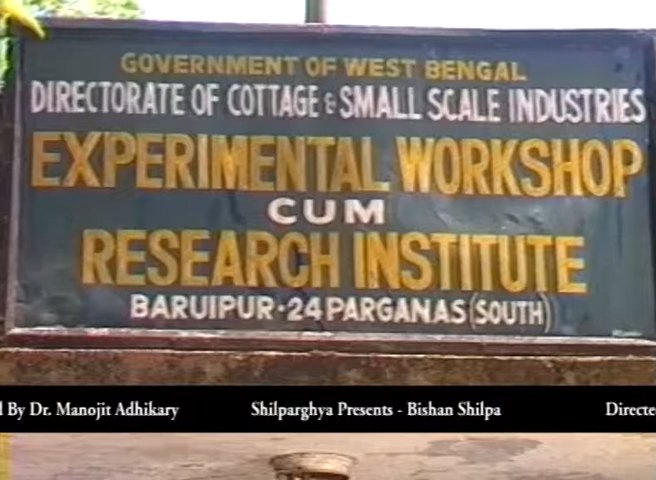 GOVERNMENT OF WEST BENGAL
DIRECTORATE OF COTTAGE & SMALL SCALE INDUSTRIES
EXPERIMENTAL WORKSHOP
CUM
RESEARCH INSTITUTE
BARUIPUR·24 PARGANAS (SOUTH)
By Dr. Manojit Adhikary Shilparghya Presents - Bishan Shilpa